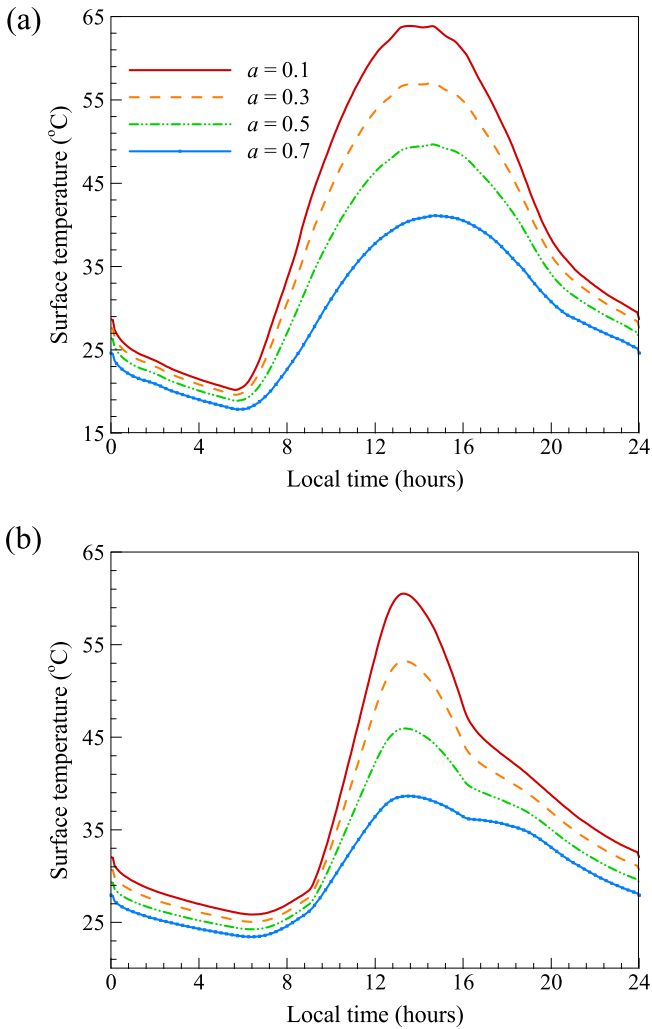 (a)
65
55
45
35
25
15
Surface temperature (°C)
a = 0.1
a = 0.3
a = 0.5
a = 0.7
0 4 8 12 16 20 24
Local time (hours)
(b)
65
55
45
35
25
Surface temperature (°C)
0 4 8 12 16 20 24
Local time (hours)